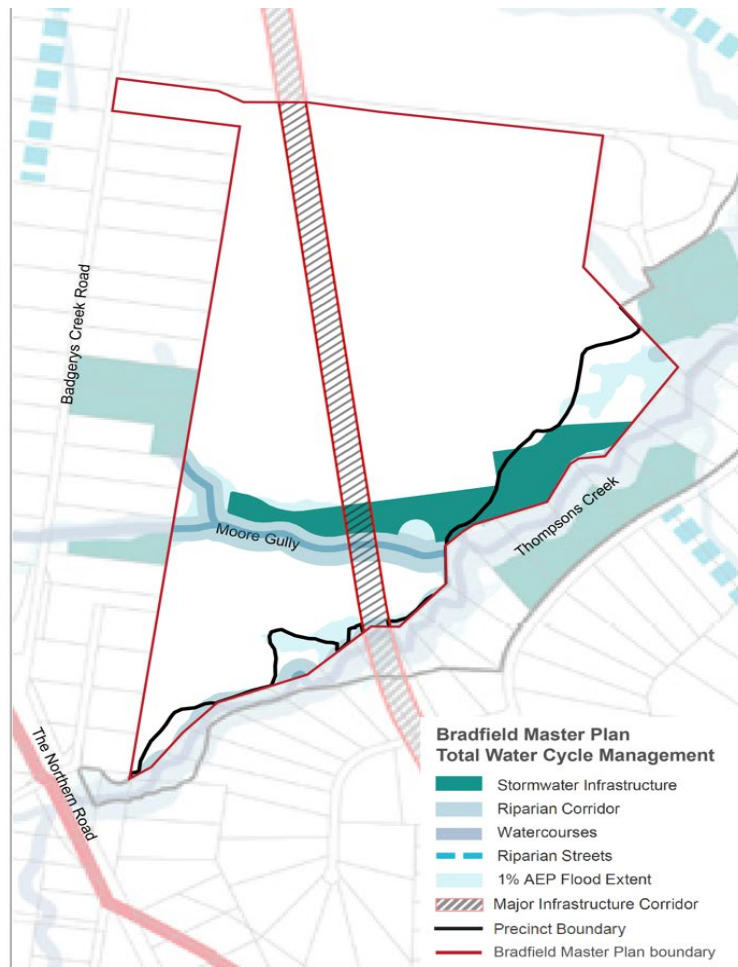 Badgerys Creek Road
Moore Gully
Thompsons Creek
The Northern Road
Bradfield Master Plan
Total Water Cycle Management
Stormwater Infrastructure
Riparian Corridor
Watercourses
Riparian Streets
1% AEP Flood Extent
Major Infrastructure Corridor
Precinct Boundary
Bradfield Master Plan boundary